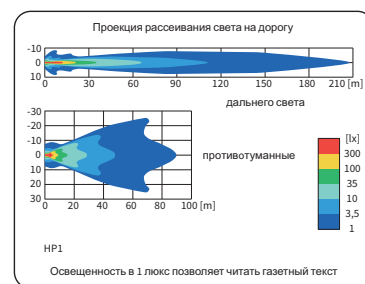 Проекция рассеивания света на дорогу
-10
0
10
0 30 60 90 120 150 180 210 [m]
дальнего света
-30
-20
-10
0
10
20
30
0 20 40 60 80 100 [m]
противотуманные
[lx]
300
100
35
10
3,5
1
HP1
Освещенность в 1 люкс позволяет читать газетный текст